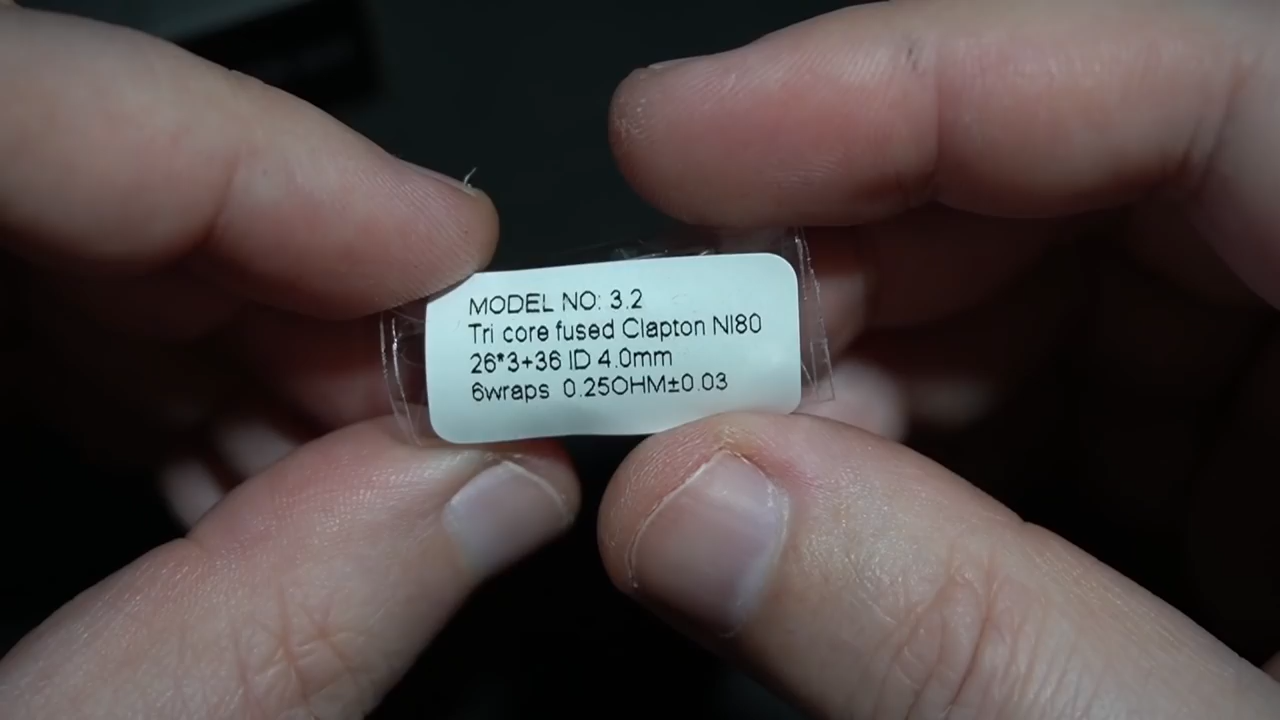 MODEL NO: 3.2
Tri core fused Clapton NI80
26*3+36 ID 4.0mm
6wraps 0.25OHM±0.03